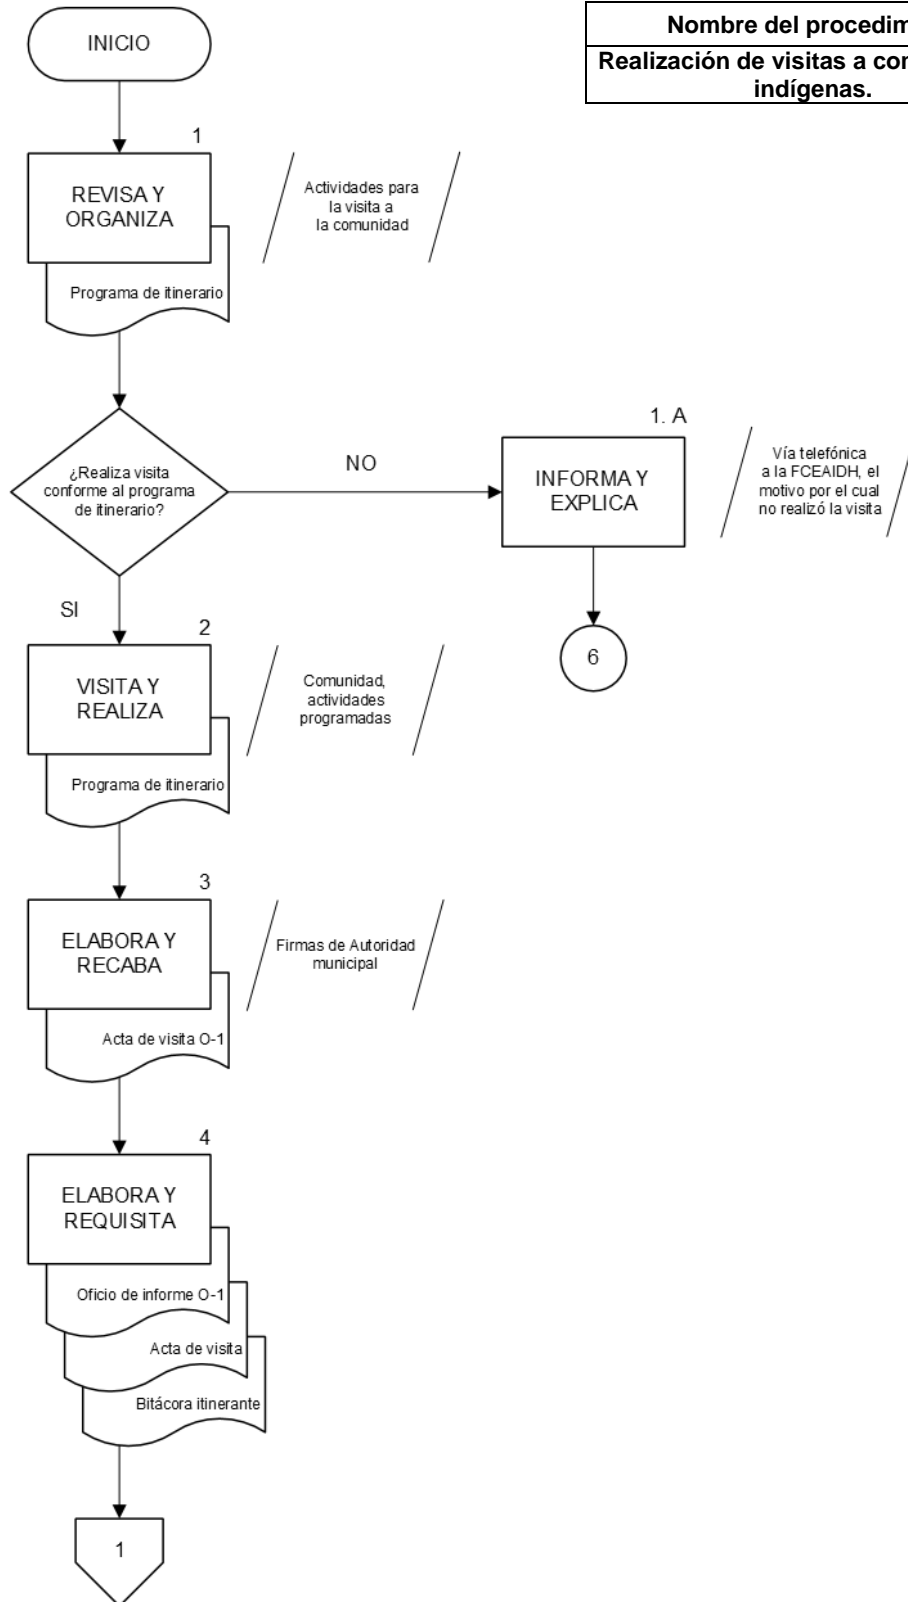 INICIO
Nombre del
Realización de visitas a
indígenas.
1
REVISA Y
ORGANIZA
Programa de itinerario
Actividades para
la visita a
la comunidad
¿Realiza visita
conforme al programa
de itinerario?
NO
1. A
INFORMA Y
EXPLICA
Vía telefónica
a la FCEAIDH, el
motivo por el cual
no realizó la visita
6
SI
2
VISITA Y
REALIZA
Programa de itinerario
Comunidad,
actividades
programadas
3
ELABORA Y
RECABA
Acta de visita O-1
Firmas de Autoridad
municipal
4
ELABORA Y
REQUISITA
Oficio de informe O-1
Acta de visita
Bitácora itinerante
1